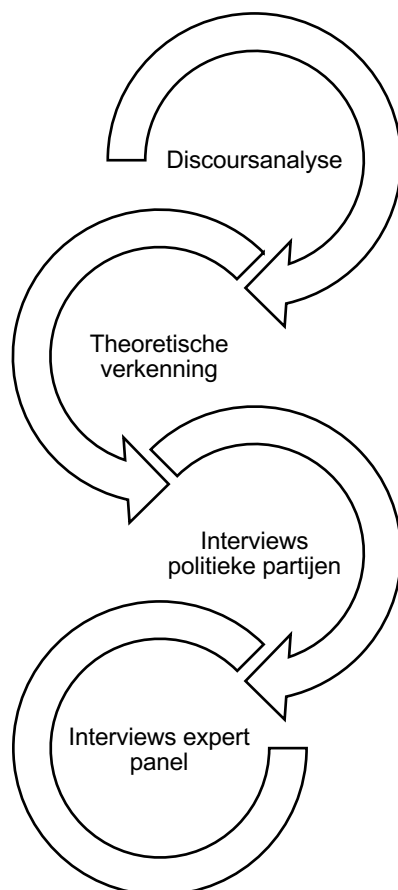 Discoursanalyse
Theoretische
verkenning
Interviews
politieke partijen
Interviews expert
panel